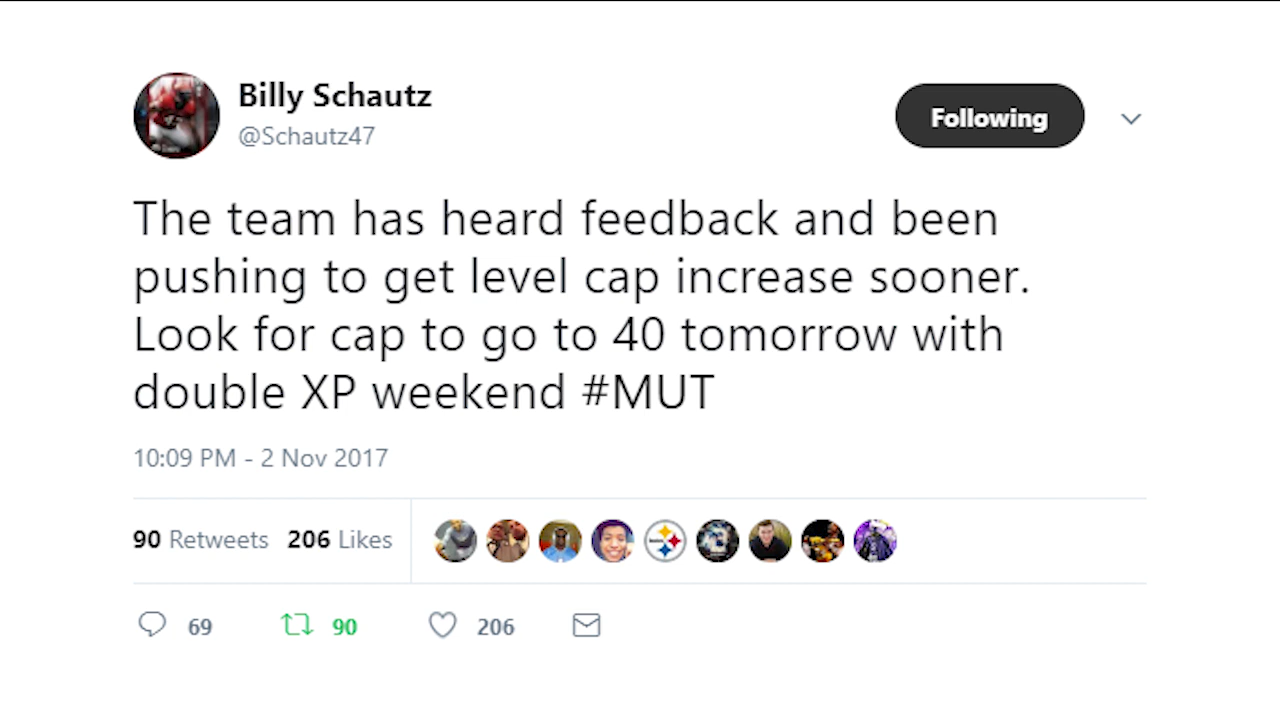 Billy Schautz
@Schautz47
Following
The team has heard feedback and been
pushing to get level cap increase sooner.
Look for cap to go to 40 tomorrow with
double XP weekend #MUT
10:09 PM - 2 Nov 2017
90 Retweets 206 Likes
69 90 206